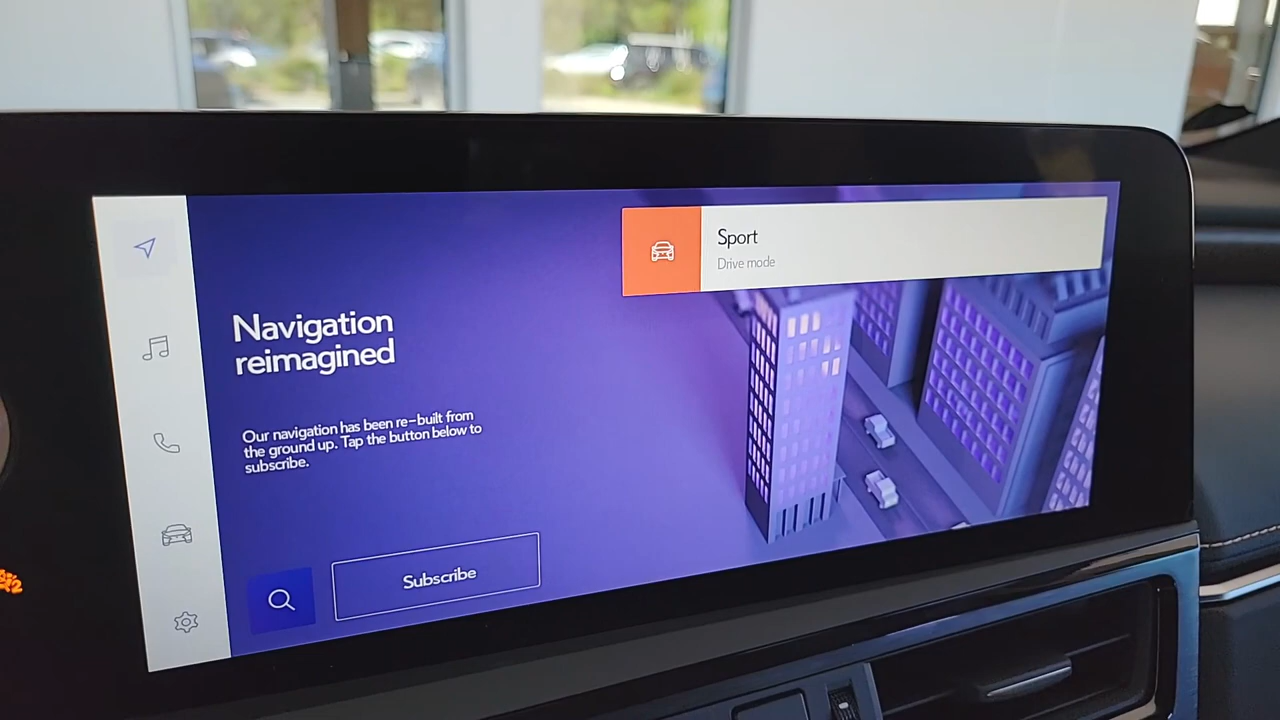 Sport
Drive mode
Navigation
reimagined
Our navigation has been re-built from
the ground up. Tap the button below to
subscribe.
Subscribe